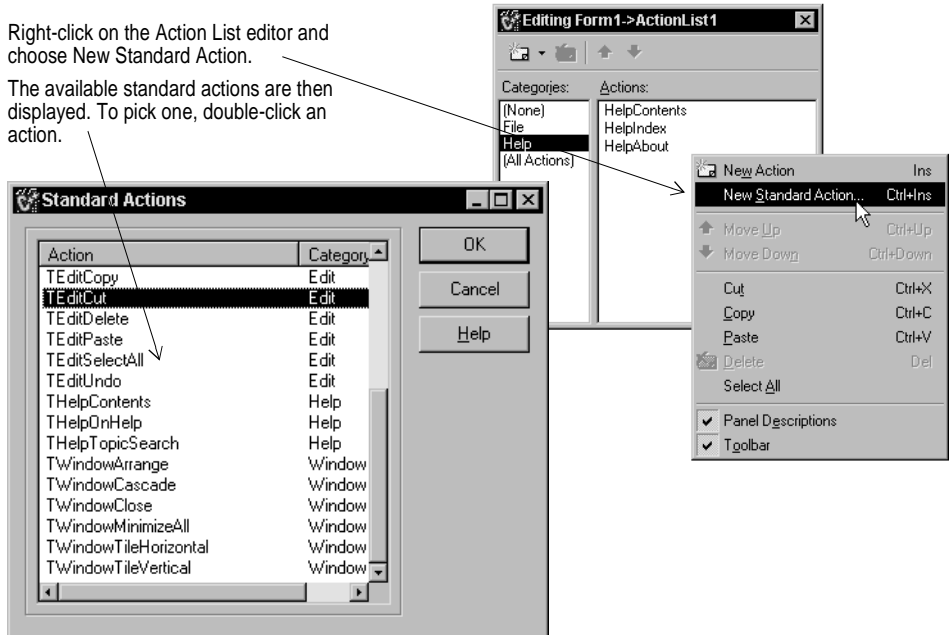 Right-click on the Action List editor and
choose New Standard Action.
The available standard actions are then
displayed. To pick one, double-click an
action.
Editing Form1->ActionList1
Categories:
Actions:
(None)
File
Help
(All Actions)
HelpContents
HelpIndex
HelpAbout
New Action Ins
New Standard Action... Ctrl+Ins
Move Up Ctrl+Up
Move Down Ctrl+Down
Cut Ctrl+X
Copy Ctrl+C
Paste Ctrl+V
Delete Del
Select All
Panel Descriptions
Toolbar
Standard Actions
Action Category
TEditCopy Edit
TEditCut Edit
TEditDelete Edit
TEditPaste Edit
TEditSelectAll Edit
TEditUndo Edit
THelpContents Help
THelpOnHelp Help
THelpTopicSearch Help
TWindowArrange Window
TWindowCascade Window
TWindowClose Window
TWindowMinimizeAll Window
TWindowTileHorizontal Window
TWindowTileVertical Window
OK
Cancel
Help